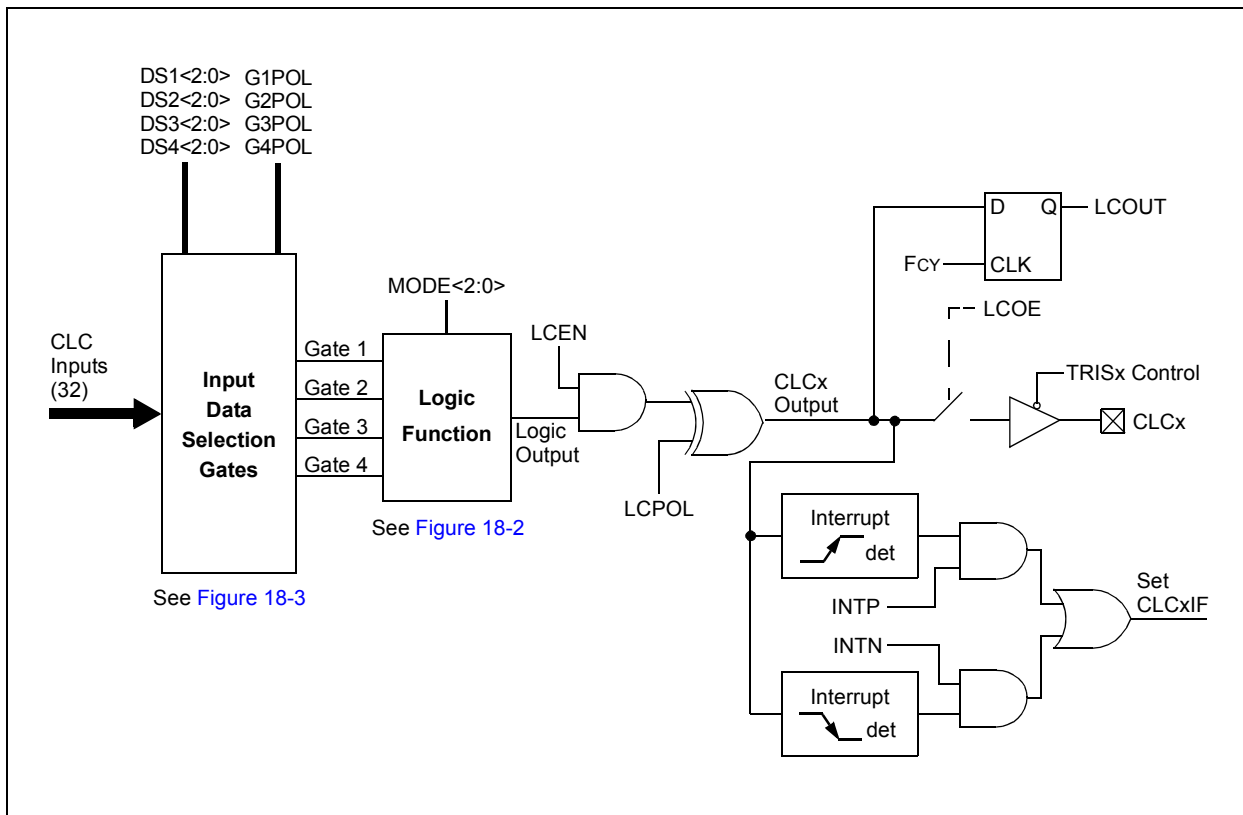 DS1<2:0> G1POL
DS2<2:0> G2POL
DS3<2:0> G3POL
DS4<2:0> G4POL
D Q LCOUT
FCY CLK
MODE<2:0>
LCOE
CLC
Inputs
(32)
LCEN
TRISx Control
Gate 1
Gate 2
Gate 3
Gate 4
Input
Data
Selection
Gates
Logic
Function
CLCx
Output
CLCx
Logic
Output
LCPOL
See Figure 18-2
See Figure 18-3
Interrupt
det
INTP
Set
CLCxIF
INTN
Interrupt
det